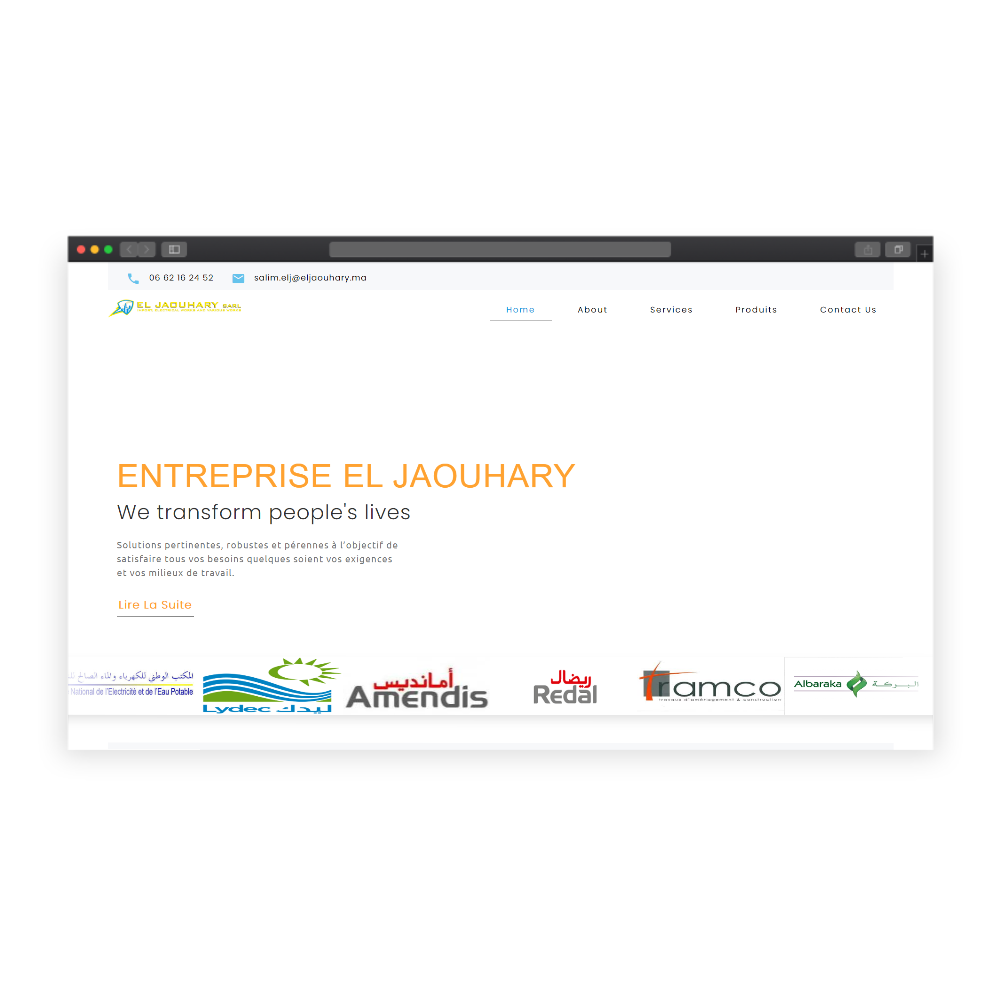 06 62 16 24 52 salim.elj@eljaouhary.ma
EL JAOUHARY SARL
Home About Services Produits Contact Us
ENTREPRISE EL JAOUHARY
We transform people's lives
Solutions pertinentes, robustes et pérennes à l'objectif de
satisfaire tous vos besoins quelques soient vos exigences
et vos milieux de travail.
Lire La Suite
المكتب الوطني للكهرباء والماء الصالح
National de l'Electricité et de l'Eau Potable
Lydec ليدك
أمانديس
Amendis
ريضال
Redal
Tramco
travaux d'aménagement & construction
Albaraka البركة